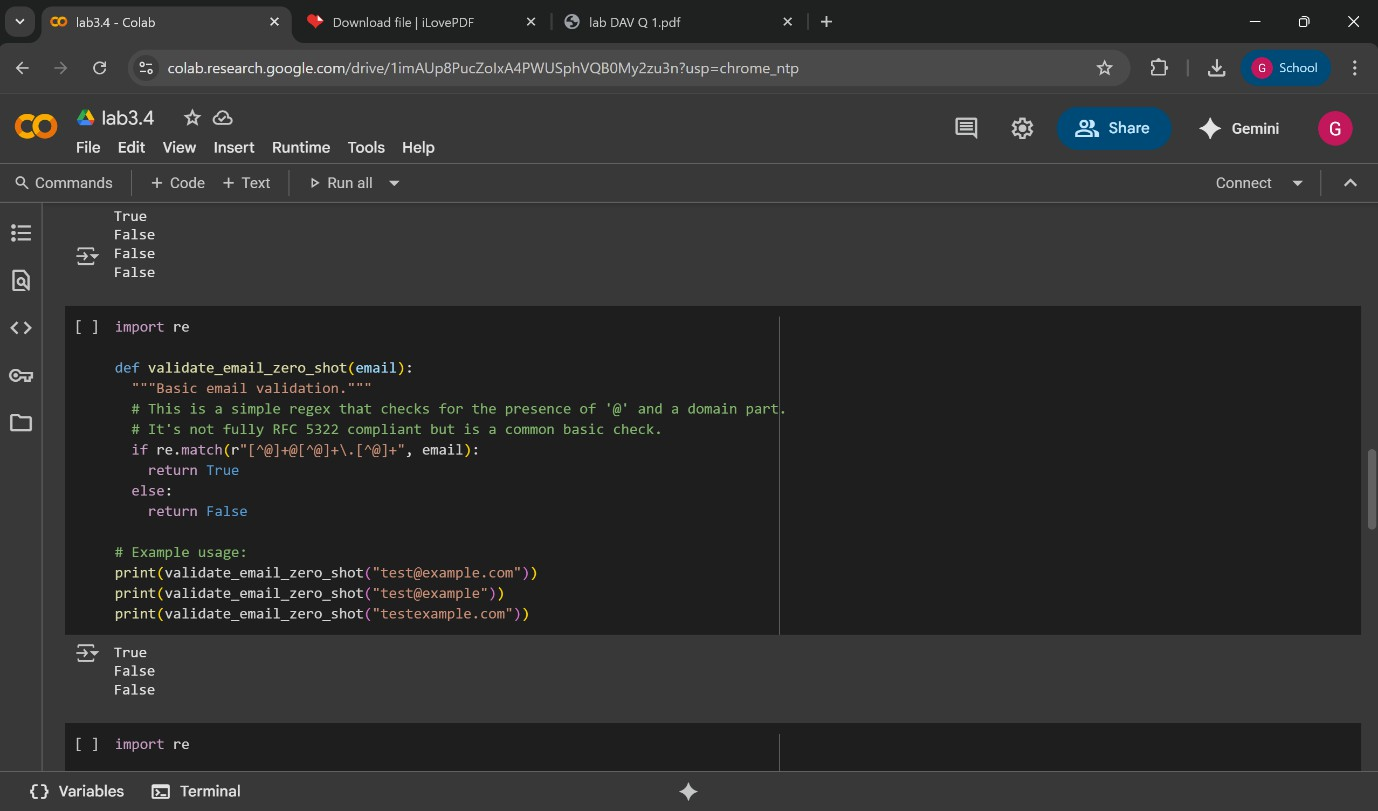 lab3.4 - Colab
Download file | iLovePDF
lab DAV Q 1.pdf
colab.research.google.com/drive/1imAUp8PucZolxA4PWUSphVQB0My2zu3n?usp=chrome_ntp
G School
lab3.4
Share
Gemini
G
File Edit View Insert Runtime Tools Help
Commands + Code + Text Run all
Connect
True
False
False
False
[ ] import re
def validate_email_zero_shot(email):
"""Basic email validation."""
# This is a simple regex that checks for the presence of '@' and a domain part.
# It's not fully RFC 5322 compliant but is a common basic check.
if re.match(r"[^@]+@[^@]+\.[^@]+", email):
return True
else:
return False
# Example usage:
print(validate_email_zero_shot("test@example.com"))
print(validate_email_zero_shot("test@example"))
print(validate_email_zero_shot("testexample.com"))
True
False
False
[ ] import re
{} Variables Terminal